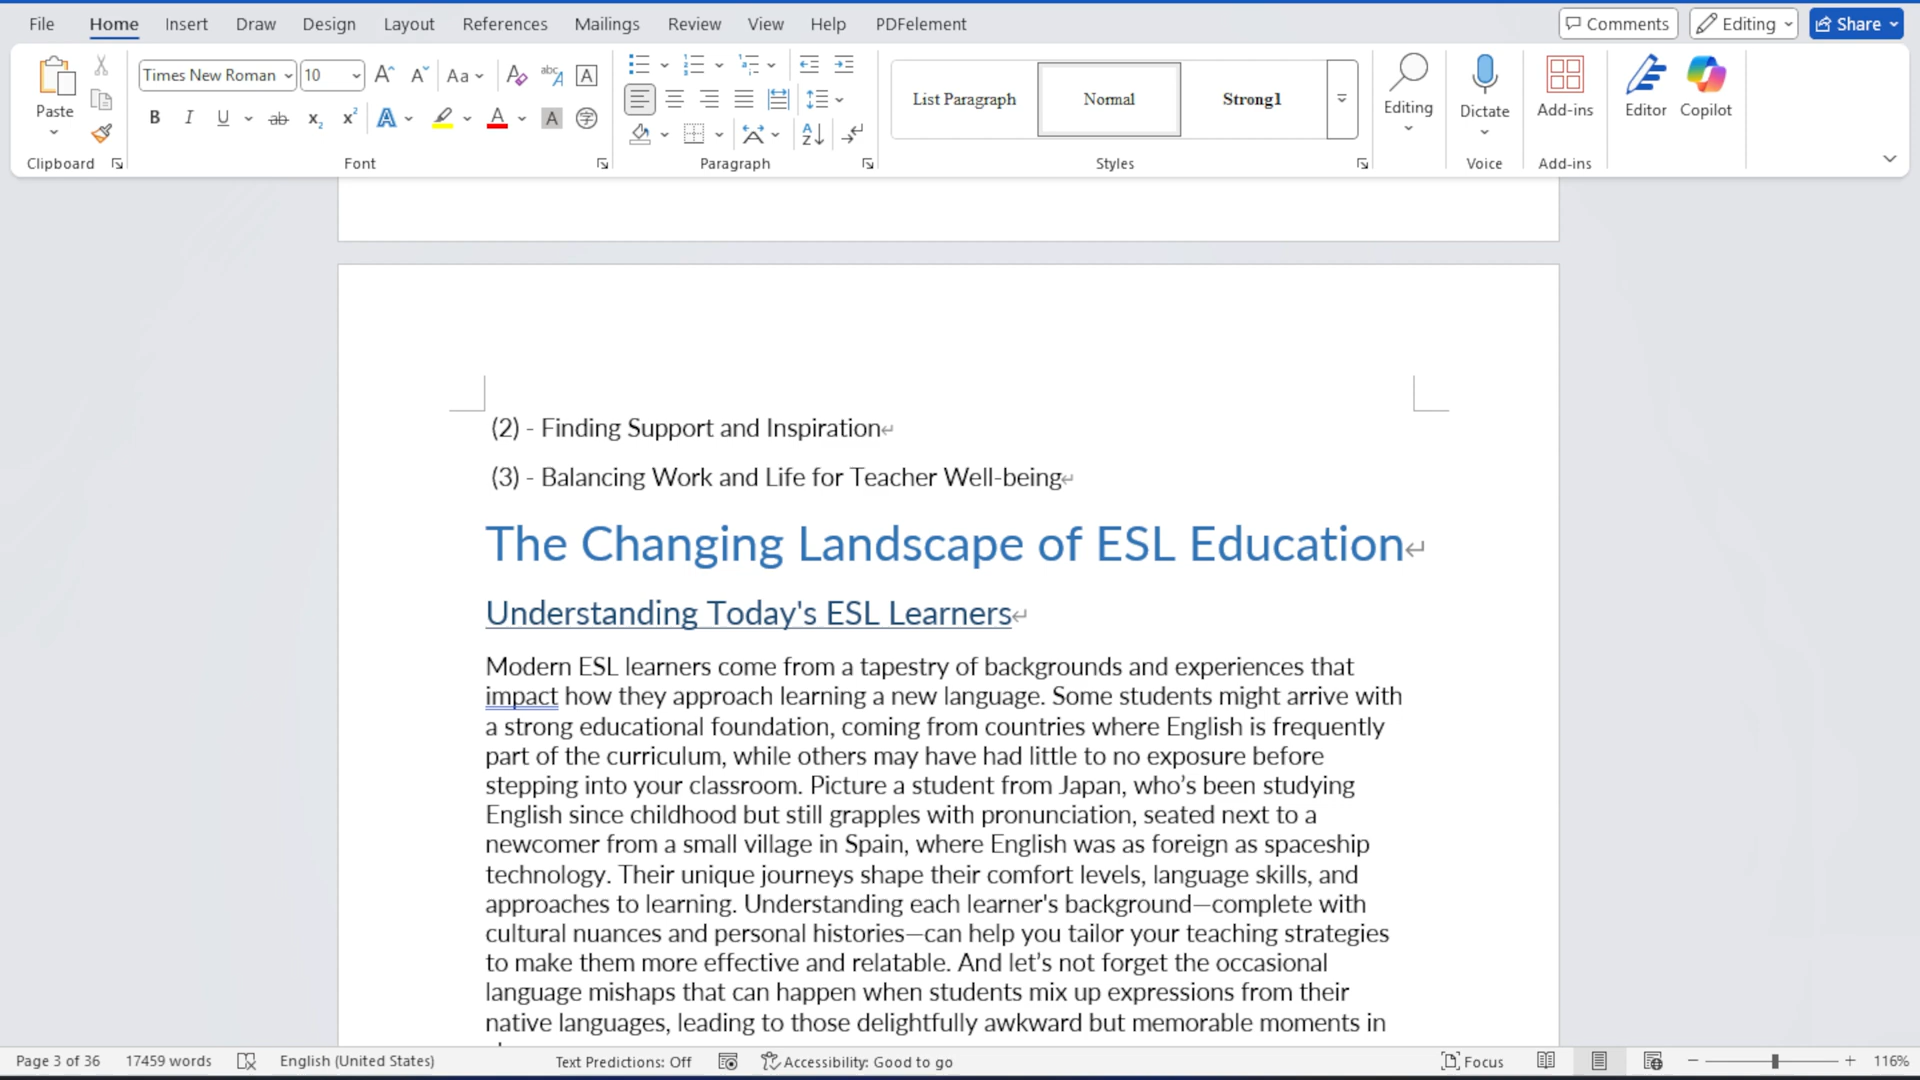 File Home Insert Draw Design Layout References Mailings Review View Help PDFelement Comments Editing Share
Times New Roman 10 Aa A
Paste B I U ab x₂ x² A A A 字 List Paragraph Normal Strong1 Editing Dictate Add-ins Editor Copilot
Clipboard Font Paragraph Styles Voice Add-ins
(2) - Finding Support and Inspiration
(3) - Balancing Work and Life for Teacher Well-being
The Changing Landscape of ESL Education
Understanding Today's ESL Learners
Modern ESL learners come from a tapestry of backgrounds and experiences that
impact how they approach learning a new language. Some students might arrive with
a strong educational foundation, coming from countries where English is frequently
part of the curriculum, while others may have had little to no exposure before
stepping into your classroom. Picture a student from Japan, who’s been studying
English since childhood but still grapples with pronunciation, seated next to a
newcomer from a small village in Spain, where English was as foreign as spaceship
technology. Their unique journeys shape their comfort levels, language skills, and
approaches to learning. Understanding each learner's background—complete with
cultural nuances and personal histories—can help you tailor your teaching strategies
to make them more effective and relatable. And let’s not forget the occasional
language mishaps that can happen when students mix up expressions from their
native languages, leading to those delightfully awkward but memorable moments in
Page 3 of 36 17459 words English (United States) Text Predictions: Off Accessibility: Good to go Focus 116%